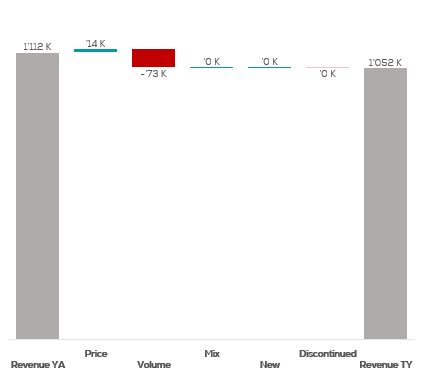 1'112 K
'14 K
-'73 K
'0 K
'0 K
'0 K
1'052 K
Price
Mix
Discontinued
Revenue YA
Volume
New
Revenue TY